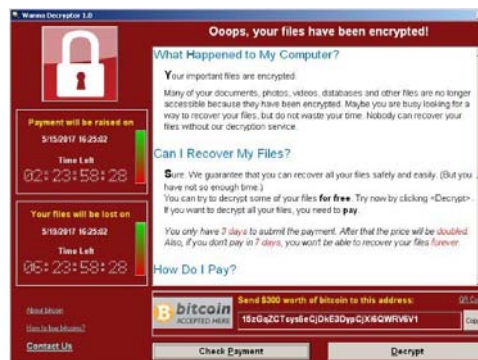 Wanna Decryptor 1.0
Ooops, your files have been encrypted!
What Happened to My Computer?
Your important files are encrypted.
Many of your documents, photos, videos, databases and other files are no longer
accessible because they have been encrypted. Maybe you are busy looking for a
way to recover your files, but do not waste your time. Nobody can recover your
files without our decryption service.
Can I Recover My Files?
Sure. We guarantee that you can recover all your files safely and easily. (But you
have not so enough time.)
You can try to decrypt some of your files for free. Try now by clicking <Decrypt>.
If you want to decrypt all your files, you need to pay.
You only have 3 days to submit the payment. After that the price will be doubled.
Also, if you don't pay in 7 days, you won't be able to recover your files forever.
How Do I Pay?
Payment will be raised on
5/15/2017 16:25:02
Time Left
02:23:58:28
Your files will be lost on
5/19/2017 16:25:02
Time Left
06:23:58:28
About bitcoin
How to buy bitcoins?
Contact Us
bitcoin
ACCEPTED HERE
Send $300 worth of bitcoin to this address:
QR Co
Copy
Check Payment
Decrypt